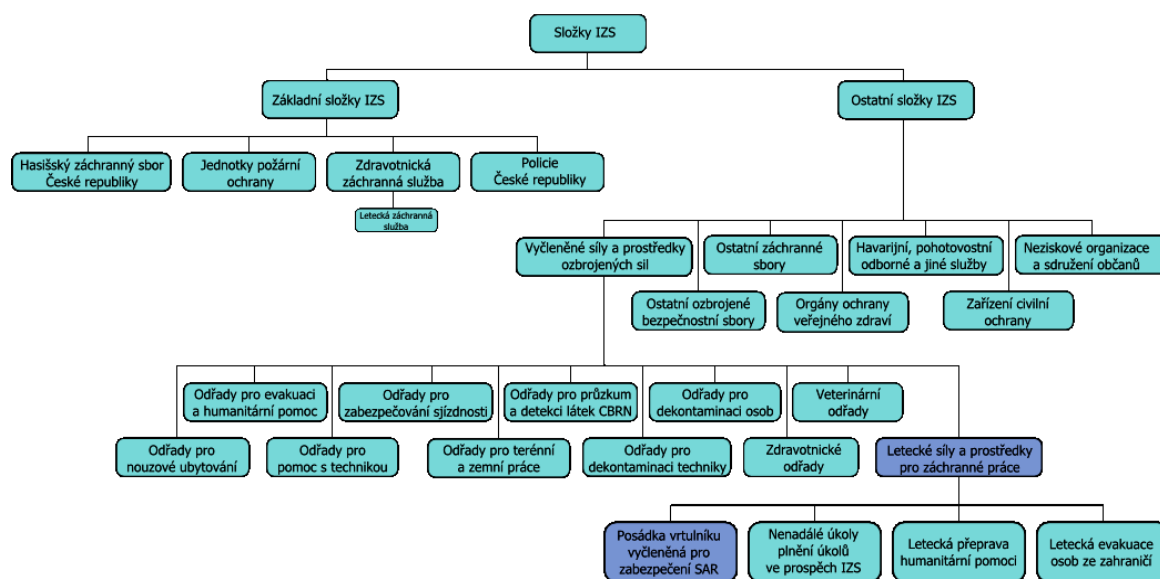 Složky IZS
Základní složky IZS
Ostatní složky IZS
Hasišský záchranný sbor
České republiky
Jednotky požární
ochrany
Zdravotnická
záchranná služba
Policie
České republiky
Letecká záchranná
služba
Vyčleněné síly a prostředky
ozbrojených sil
Ostatní záchranné
sbory
Havarijní, pohotovostní
odborné a jiné služby
Neziskové organizace
a sdružení občanů
Ostatní ozbrojené
bezpečnostní sbory
Orgány ochrany
veřejného zdraví
Zařízení civilní
ochrany
Odřady pro evakuaci
a humanitární pomoc
Odřady pro
zabezpečování sjízdnosti
Odřady pro průzkum
a detekci látek CBRN
Odřady pro
dekontaminaci osob
Veterinární
odřady
Odřady pro
nouzové ubytování
Odřady pro
pomoc s technikou
Odřady pro terénní
a zemní práce
Odřady pro
dekontaminaci techniky
Zdravotnické
odřady
Letecké síly a prostředky
pro záchranné práce
Posádka vrtulníku
vyčleněná pro
zabezpečení SAR
Nenadálé úkoly
plnění úkolů
ve prospěch IZS
Letecká přeprava
humanitární pomoci
Letecká evakuace
osob ze zahraničí